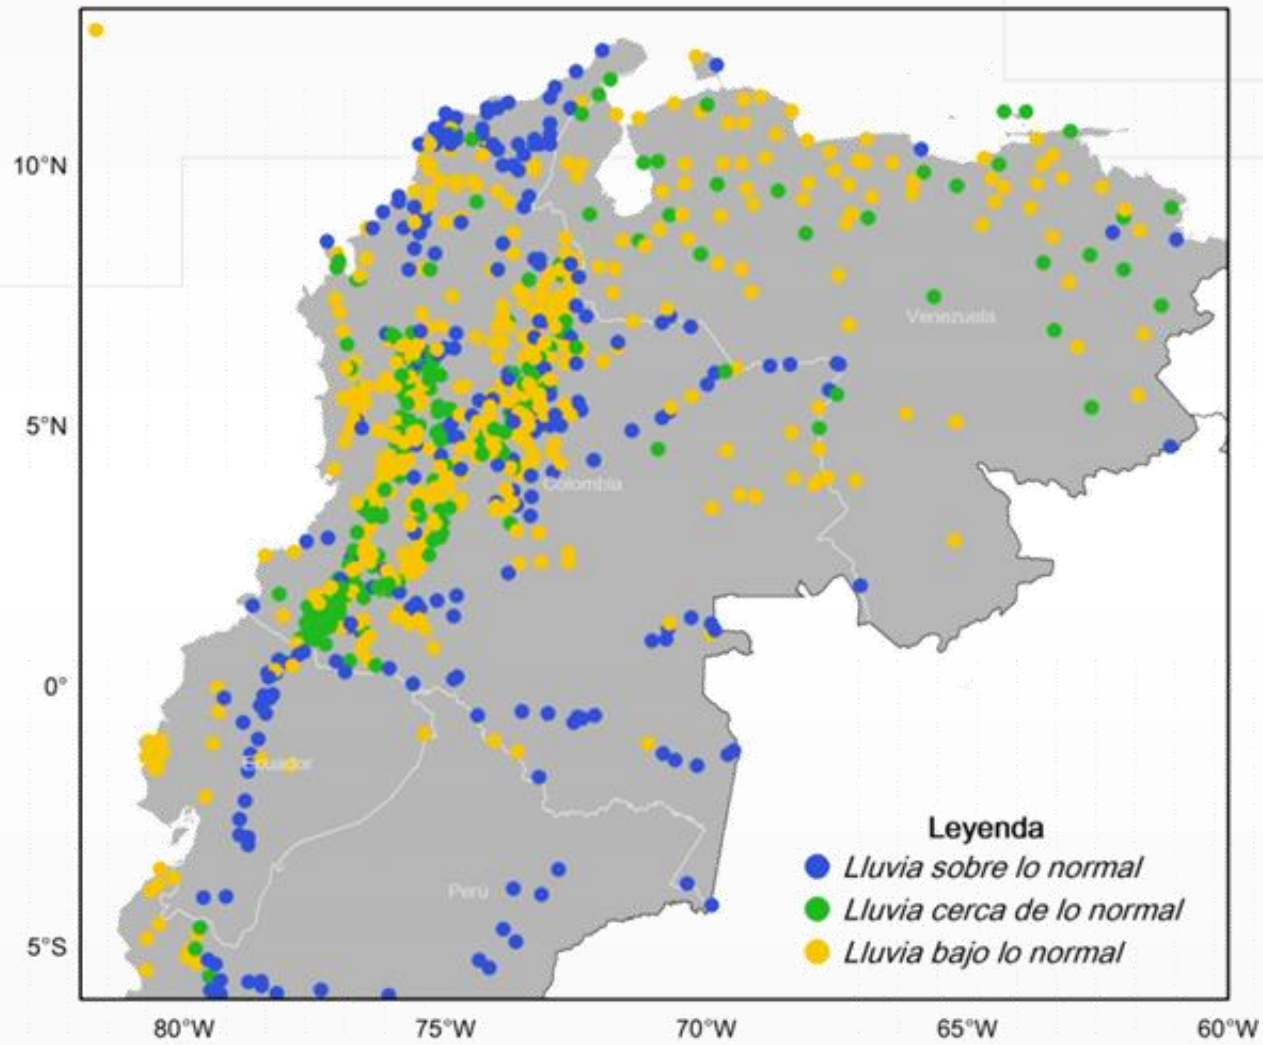 10°N
5°N
0°
5°S
80°W
75°W
70°W
65°W
60°W
Venezuela
Colombia
Ecuador
Perú
Leyenda
Lluvia sobre lo normal
Lluvia cerca de lo normal
Lluvia bajo lo normal